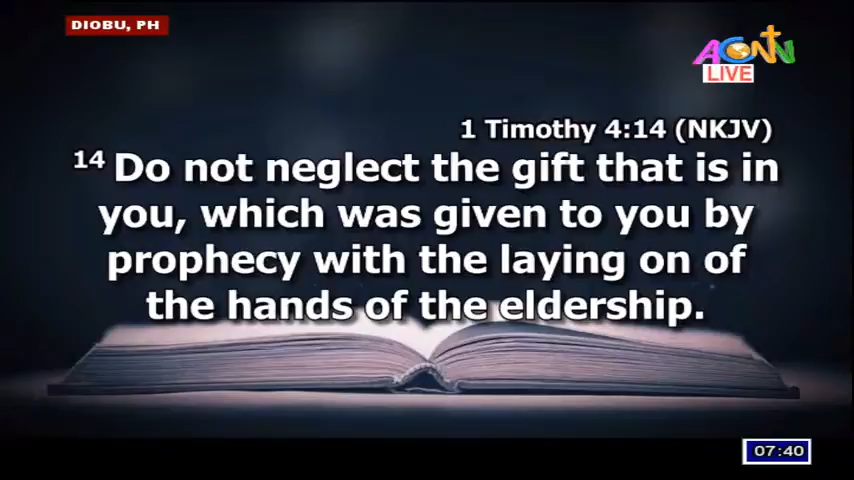 DIOBU, PH
ACNN
LIVE
1 Timothy 4:14 (NKJV)
14 Do not neglect the gift that is in
you, which was given to you by
prophecy with the laying on of
the hands of the eldership.
07:40